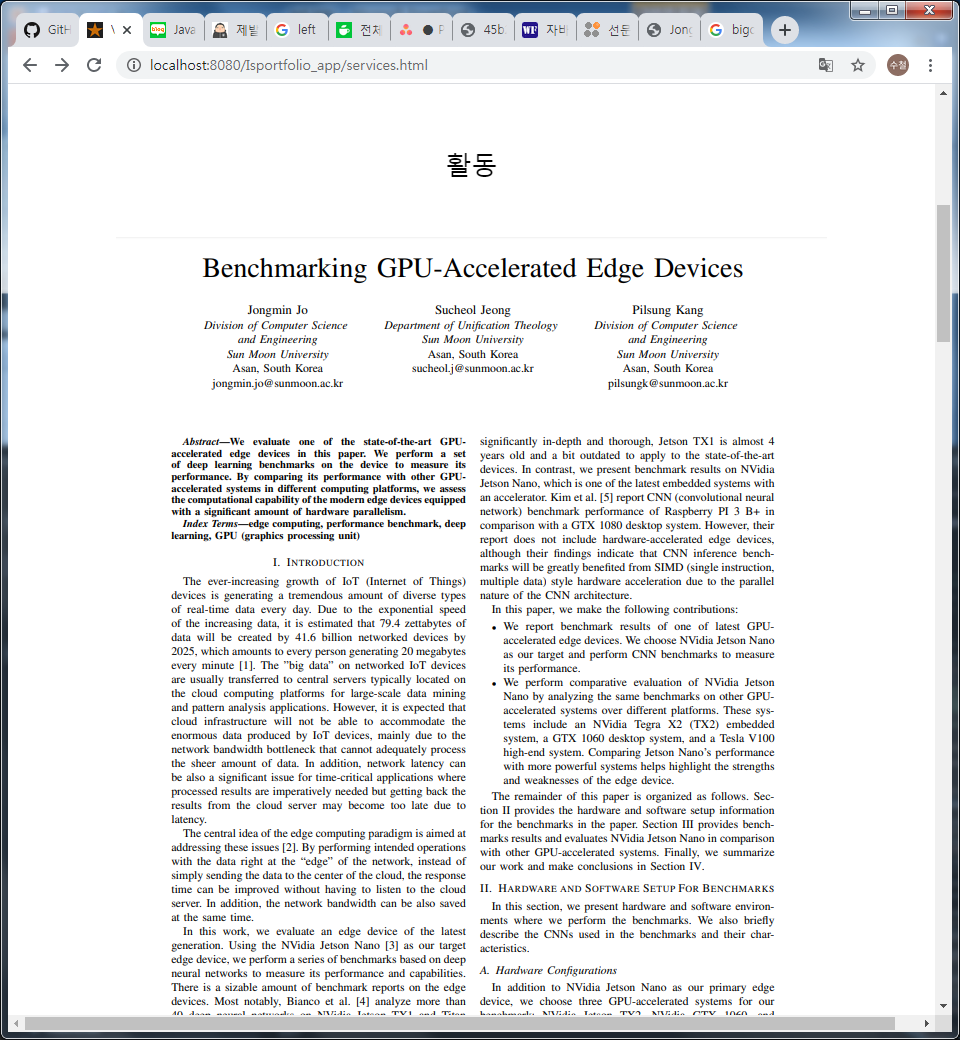 GitH
Java
제발
left
전체
45b
WF
자바
선문
Jong
bigd
localhost:8080/Isportfolio_app/services.html
수철
활동
Benchmarking GPU-Accelerated Edge Devices
Jongmin Jo
Division of Computer Science
and Engineering
Sun Moon University
Asan, South Korea
jongmin.jo@sunmoon.ac.kr
Sucheol Jeong
Department of Unification Theology
Sun Moon University
Asan, South Korea
sucheol.j@sunmoon.ac.kr
Pilsung Kang
Division of Computer Science
and Engineering
Sun Moon University
Asan, South Korea
pilsungk@sunmoon.ac.kr
Abstract—We evaluate one of the state-of-the-art GPU-
accelerated edge devices in this paper. We perform a set
of deep learning benchmarks on the device to measure its
performance. By comparing its performance with other GPU-
accelerated systems in different computing platforms, we assess
the computational capability of the modern edge devices equipped
with a significant amount of hardware parallelism.
Index Terms—edge computing, performance benchmark, deep
learning, GPU (graphics processing unit)
I. INTRODUCTION
The ever-increasing growth of IoT (Internet of Things)
devices is generating a tremendous amount of diverse types
of real-time data every day. Due to the exponential speed
of the increasing data, it is estimated that 79.4 zettabytes of
data will be created by 41.6 billion networked devices by
2025, which amounts to every person generating 20 megabytes
every minute [1]. The ”big data” on networked IoT devices
are usually transferred to central servers typically located on
the cloud computing platforms for large-scale data mining
and pattern analysis applications. However, it is expected that
cloud infrastructure will not be able to accommodate the
enormous data produced by IoT devices, mainly due to the
network bandwidth bottleneck that cannot adequately process
the sheer amount of data. In addition, network latency can
be also a significant issue for time-critical applications where
processed results are imperatively needed but getting back the
results from the cloud server may become too late due to
latency.
The central idea of the edge computing paradigm is aimed at
addressing these issues [2]. By performing intended operations
with the data right at the “edge” of the network, instead of
simply sending the data to the center of the cloud, the response
time can be improved without having to listen to the cloud
server. In addition, the network bandwidth can be also saved
at the same time.
In this work, we evaluate an edge device of the latest
generation. Using the NVidia Jetson Nano [3] as our target
edge device, we perform a series of benchmarks based on deep
neural networks to measure its performance and capabilities.
There is a sizable amount of benchmark reports on the edge
devices. Most notably, Bianco et al. [4] analyze more than
40 deep neural networks on NVidia Jetson TX1 and Titan
significantly in-depth and thorough, Jetson TX1 is almost 4
years old and a bit outdated to apply to the state-of-the-art
devices. In contrast, we present benchmark results on NVidia
Jetson Nano, which is one of the latest embedded systems with
an accelerator. Kim et al. [5] report CNN (convolutional neural
network) benchmark performance of Raspberry PI 3 B+ in
comparison with a GTX 1080 desktop system. However, their
report does not include hardware-accelerated edge devices,
although their findings indicate that CNN inference bench-
marks will be greatly benefited from SIMD (single instruction,
multiple data) style hardware acceleration due to the parallel
nature of the CNN architecture.
In this paper, we make the following contributions:
• We report benchmark results of one of latest GPU-
accelerated edge devices. We choose NVidia Jetson Nano
as our target and perform CNN benchmarks to measure
its performance.
• We perform comparative evaluation of NVidia Jetson
Nano by analyzing the same benchmarks on other GPU-
accelerated systems over different platforms. These sys-
tems include an NVidia Tegra X2 (TX2) embedded
system, a GTX 1060 desktop system, and a Tesla V100
high-end system. Comparing Jetson Nano’s performance
with more powerful systems helps highlight the strengths
and weaknesses of the edge device.
The remainder of this paper is organized as follows. Sec-
tion II provides the hardware and software setup information
for the benchmarks in the paper. Section III provides bench-
marks results and evaluates NVidia Jetson Nano in comparison
with other GPU-accelerated systems. Finally, we summarize
our work and make conclusions in Section IV.
II. HARDWARE AND SOFTWARE SETUP FOR BENCHMARKS
In this section, we present hardware and software environ-
ments where we perform the benchmarks. We also briefly
describe the CNNs used in the benchmarks and their char-
acteristics.
A. Hardware Configurations
In addition to NVidia Jetson Nano as our primary edge
device, we choose three GPU-accelerated systems for our
benchmark: NVidia Jetson TX2, NVidia GTX 1060, and